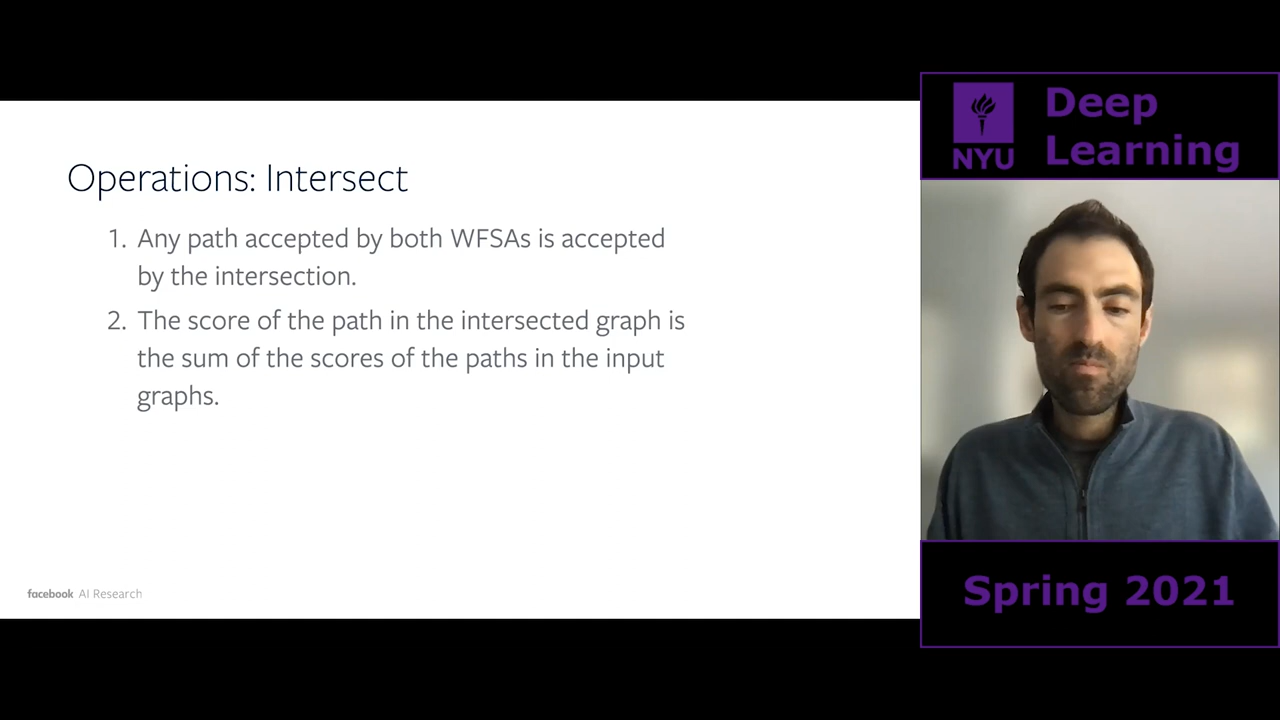 Operations: Intersect
1. Any path accepted by both WFSAs is accepted
by the intersection.
2. The score of the path in the intersected graph is
the sum of the scores of the paths in the input
graphs.
facebook AI Research
NYU
Deep
Learning
Spring 2021